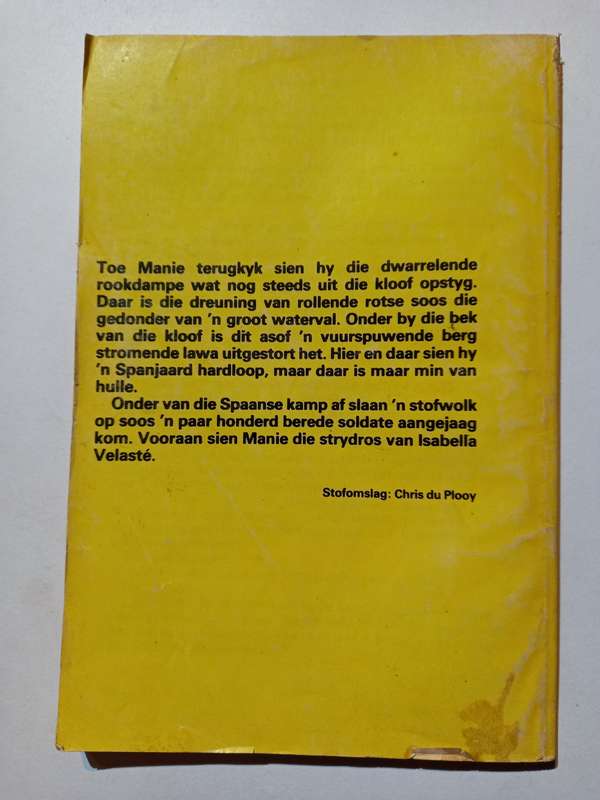 Toe Manie terugkyk sien hy die dwarrelende
rookdampe wat nog steeds uit die kloof opstyg.
Daar is die dreuning van rollende rotse soos die
gedonder van 'n groot waterval. Onder by die bek
van die kloof is dit asof 'n vuurspuwende berg
stromende lawa uitgestort het. Hier en daar sien hy
'n Spanjaard hardloop, maar daar is maar min van
hulle.
Onder van die Spaanse kamp af slaan 'n stofwolk
op soos 'n paar honderd berede soldate aangejaag
kom. Vooraan sien Manie die strydros van Isabella
Velasté.
Stofomslag: Chris du Plooy